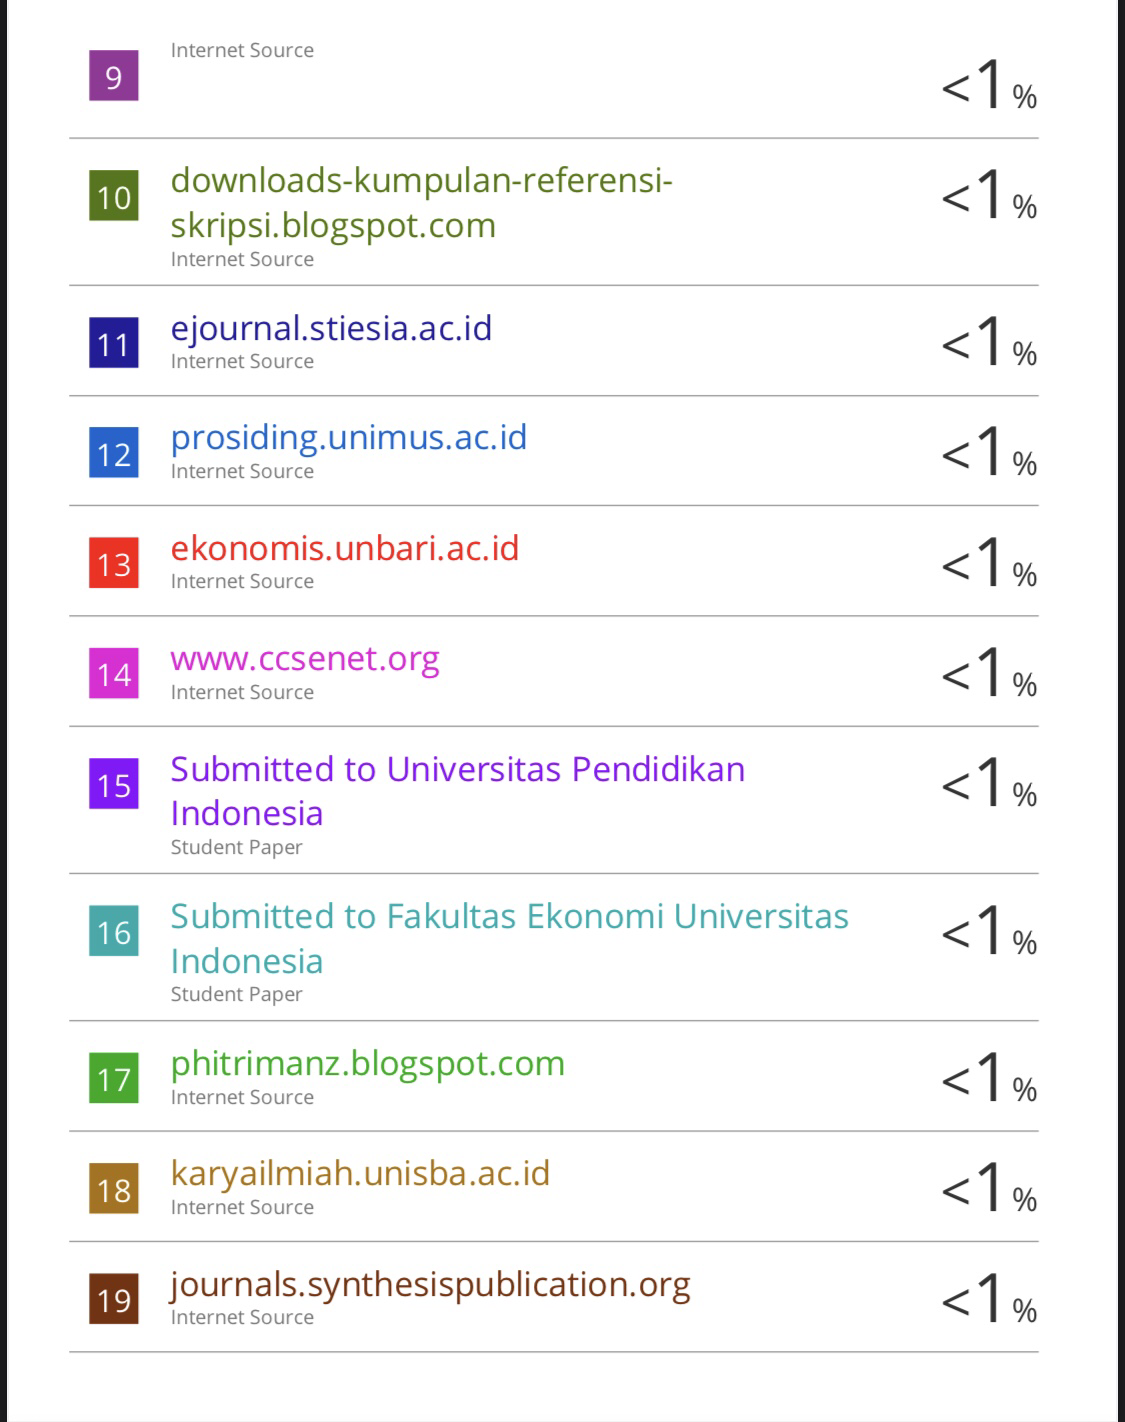 Internet Source
9
<1%
10
downloads-kumpulan-referensi-
skripsi.blogspot.com
Internet Source
<1%
11
ejournal.stiesia.ac.id
Internet Source
<1%
12
prosiding.unimus.ac.id
Internet Source
<1%
13
ekonomis.unbari.ac.id
Internet Source
<1%
14
www.ccsenet.org
Internet Source
<1%
15
Submitted to Universitas Pendidikan
Indonesia
Student Paper
<1%
16
Submitted to Fakultas Ekonomi Universitas
Indonesia
Student Paper
<1%
17
phitrimanz.blogspot.com
Internet Source
<1%
18
karyailmiah.unisba.ac.id
Internet Source
<1%
19
journals.synthesispublication.org
Internet Source
<1%